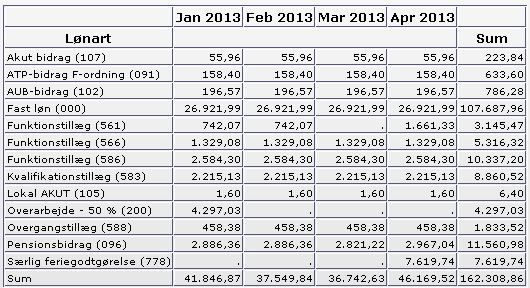 Jan 2013 Feb 2013 Mar 2013 Apr 2013
Lønart Sum
Akut bidrag (107) 55,96 55,96 55,96 55,96 223,84
ATP-bidrag F-ordning (091) 158,40 158,40 158,40 158,40 633,60
AUB-bidrag (102) 196,57 196,57 196,57 196,57 786,28
Fast løn (000) 26.921,99 26.921,99 26.921,99 26.921,99 107.687,96
Funktionstillæg (561) 742,07 742,07 . 1.661,33 3.145,47
Funktionstillæg (566) 1.329,08 1.329,08 1.329,08 1.329,08 5.316,32
Funktionstillæg (586) 2.584,30 2.584,30 2.584,30 2.584,30 10.337,20
Kvalifikationstillæg (583) 2.215,13 2.215,13 2.215,13 2.215,13 8.860,52
Lokal AKUT (105) 1,60 1,60 1,60 1,60 6,40
Overarbejde - 50 % (200) 4.297,03 . . . 4.297,03
Overgangstillæg (588) 458,38 458,38 458,38 458,38 1.833,52
Pensionsbidrag (096) 2.886,36 2.886,36 2.821,22 2.967,04 11.560,98
Særlig feriegodtgørelse (778) . . . 7.619,74 7.619,74
Sum 41.846,87 37.549,84 36.742,63 46.169,52 162.308,86